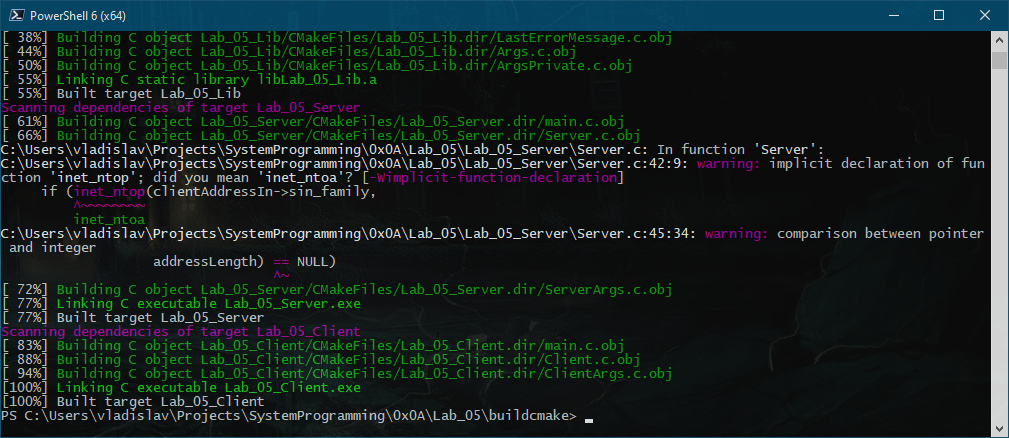 PowerShell 6 (x64)
[ 38%] Building C object Lab_05_Lib/CMakeFiles/Lab_05_Lib.dir/LastErrorMessage.c.obj
[ 44%] Building C object Lab_05_Lib/CMakeFiles/Lab_05_Lib.dir/Args.c.obj
[ 50%] Building C object Lab_05_Lib/CMakeFiles/Lab_05_Lib.dir/ArgsPrivate.c.obj
[ 55%] Linking C static library libLab_05_Lib.a
[ 55%] Built target Lab_05_Lib
Scanning dependencies of target Lab_05_Server
[ 61%] Building C object Lab_05_Server/CMakeFiles/Lab_05_Server.dir/main.c.obj
[ 66%] Building C object Lab_05_Server/CMakeFiles/Lab_05_Server.dir/Server.c.obj
C:\Users\vladislav\Projects\SystemProgramming\0x0A\Lab_05\Lab_05_Server\Server.c: In function 'Server':
C:\Users\vladislav\Projects\SystemProgramming\0x0A\Lab_05\Lab_05_Server\Server.c:42:9: warning: implicit declaration of fun
ction 'inet_ntop'; did you mean 'inet_ntoa'? [-Wimplicit-function-declaration]
     if (inet_ntop(clientAddressIn->sin_family,
         ^~~~~~~~~
         inet_ntoa
C:\Users\vladislav\Projects\SystemProgramming\0x0A\Lab_05\Lab_05_Server\Server.c:45:34: warning: comparison between pointer
 and integer
                   addressLength) == NULL)
                                  ^~
[ 72%] Building C object Lab_05_Server/CMakeFiles/Lab_05_Server.dir/ServerArgs.c.obj
[ 77%] Linking C executable Lab_05_Server.exe
[ 77%] Built target Lab_05_Server
Scanning dependencies of target Lab_05_Client
[ 83%] Building C object Lab_05_Client/CMakeFiles/Lab_05_Client.dir/main.c.obj
[ 88%] Building C object Lab_05_Client/CMakeFiles/Lab_05_Client.dir/Client.c.obj
[ 94%] Building C object Lab_05_Client/CMakeFiles/Lab_05_Client.dir/ClientArgs.c.obj
[100%] Linking C executable Lab_05_Client.exe
[100%] Built target Lab_05_Client
PS C:\Users\vladislav\Projects\SystemProgramming\0x0A\Lab_05\buildcmake>